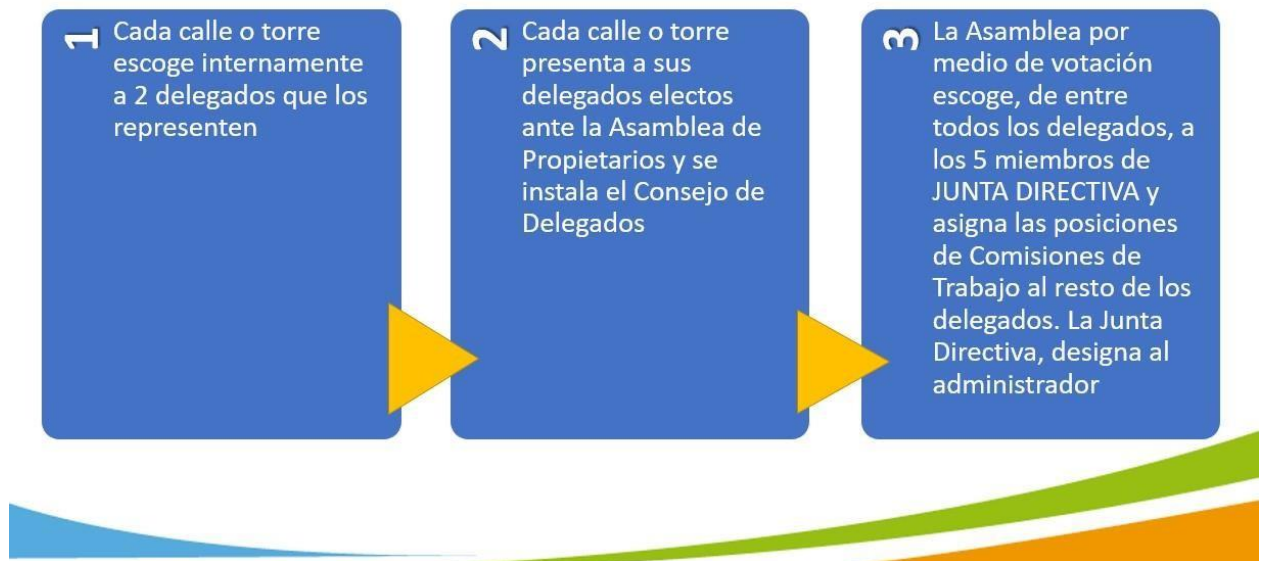 1
Cada calle o torre
escoge internamente
a 2 delegados que los
representen
2
Cada calle o torre
presenta a sus
delegados electos
ante la Asamblea de
Propietarios y se
instala el Consejo de
Delegados
3
La Asamblea por
medio de votación
escoge, de entre
todos los delegados, a
los 5 miembros de
JUNTA DIRECTIVA y
asigna las posiciones
de Comisiones de
Trabajo al resto de los
delegados. La Junta
Directiva, designa al
administrador